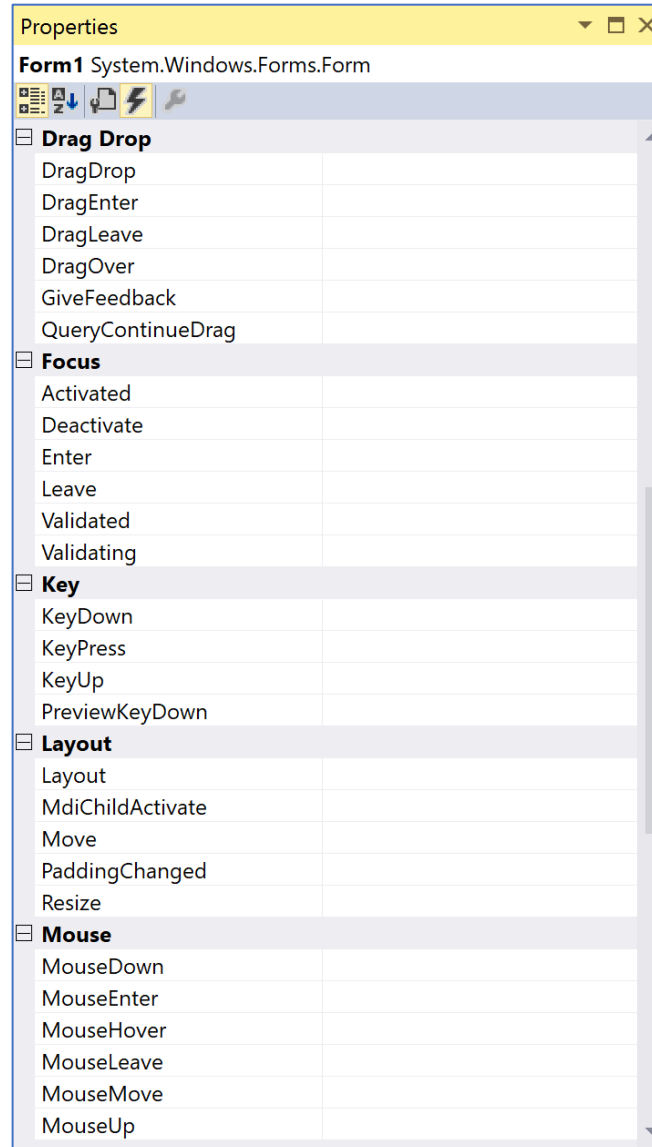 Properties
Form1 System.Windows.Forms.Form
Drag Drop
DragDrop
DragEnter
DragLeave
DragOver
GiveFeedback
QueryContinueDrag
Focus
Activated
Deactivate
Enter
Leave
Validated
Validating
Key
KeyDown
KeyPress
KeyUp
PreviewKeyDown
Layout
Layout
MdiChildActivate
Move
PaddingChanged
Resize
Mouse
MouseDown
MouseEnter
MouseHover
MouseLeave
MouseMove
MouseUp